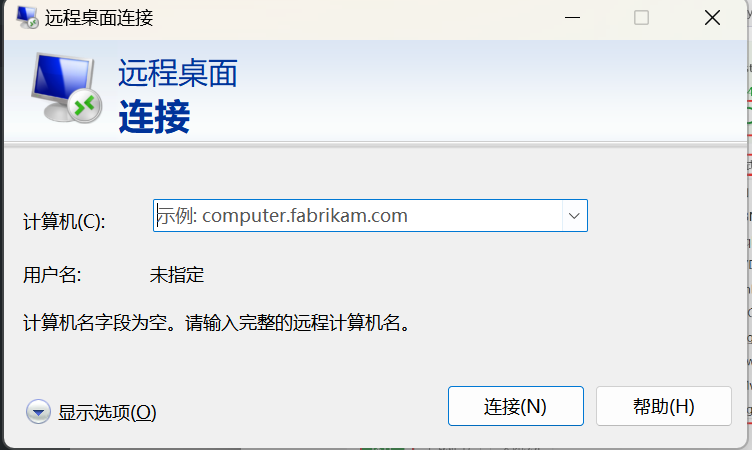 远程桌面连接
远程桌面
连接
计算机(C):
示例: computer.fabrikam.com
用户名:
未指定
计算机名字段为空。请输入完整的远程计算机名。
显示选项(O)
连接(N)
帮助(H)